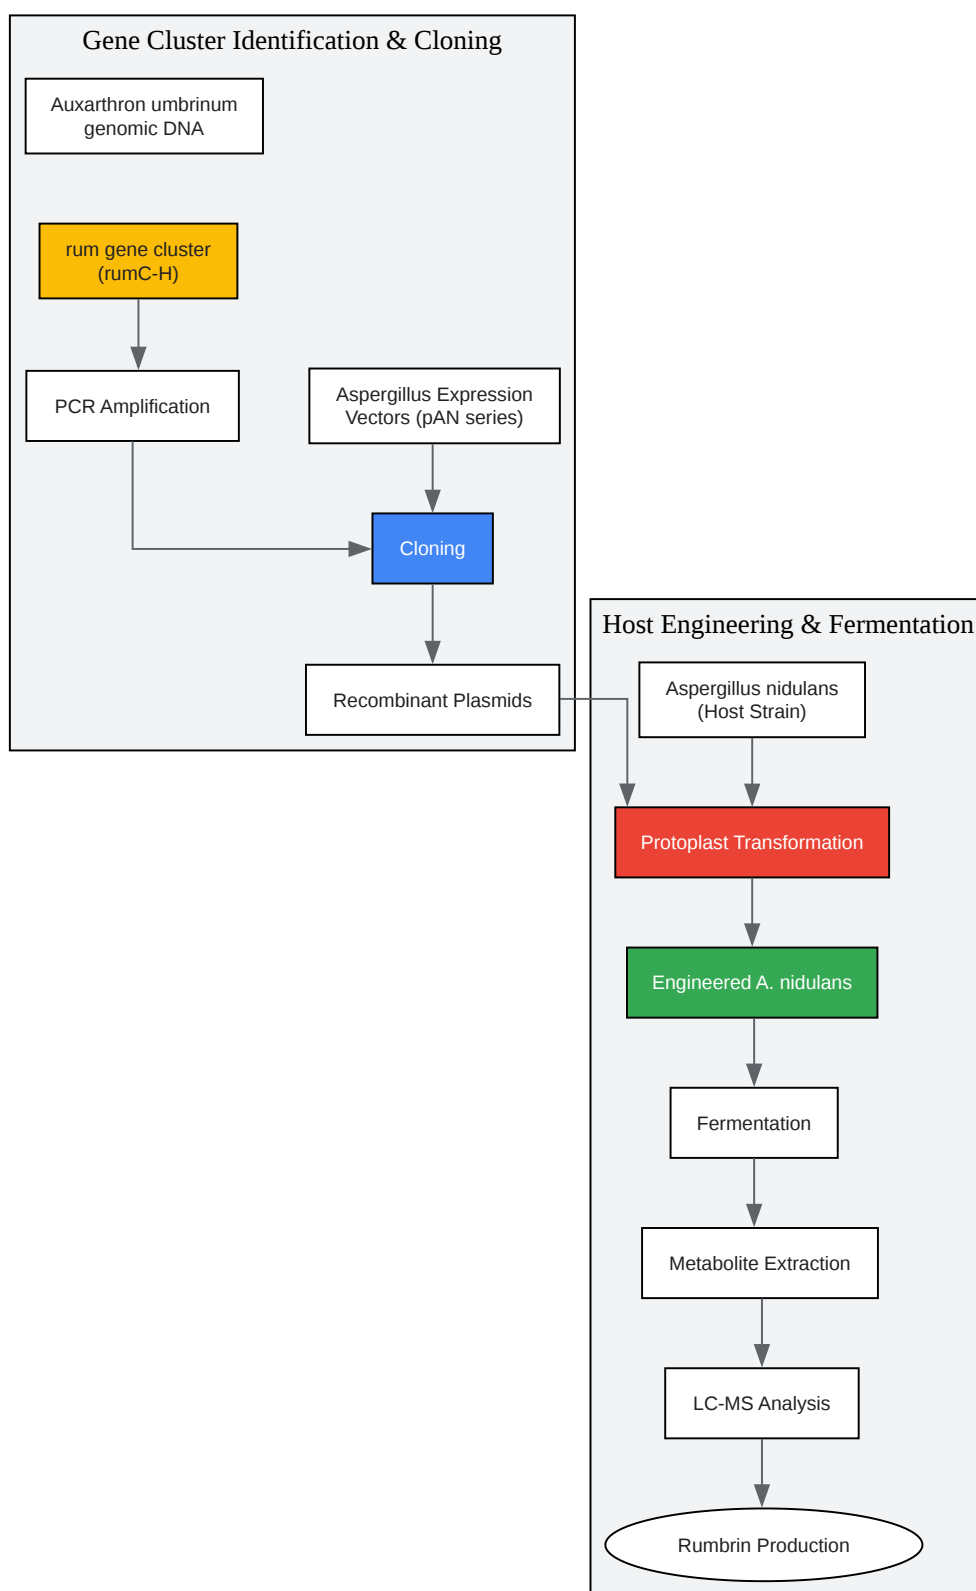 Gene Cluster Identification & Cloning
Auxarthron umbrinum
genomic DNA
rum gene cluster
(rumC-H)
PCR Amplification
Aspergillus Expression
Vectors (pAN series)
Cloning
Recombinant Plasmids
Host Engineering & Fermentation
Aspergillus nidulans
(Host Strain)
Protoplast Transformation
Engineered A. nidulans
Fermentation
Metabolite Extraction
LC-MS Analysis
Rumbrin Production